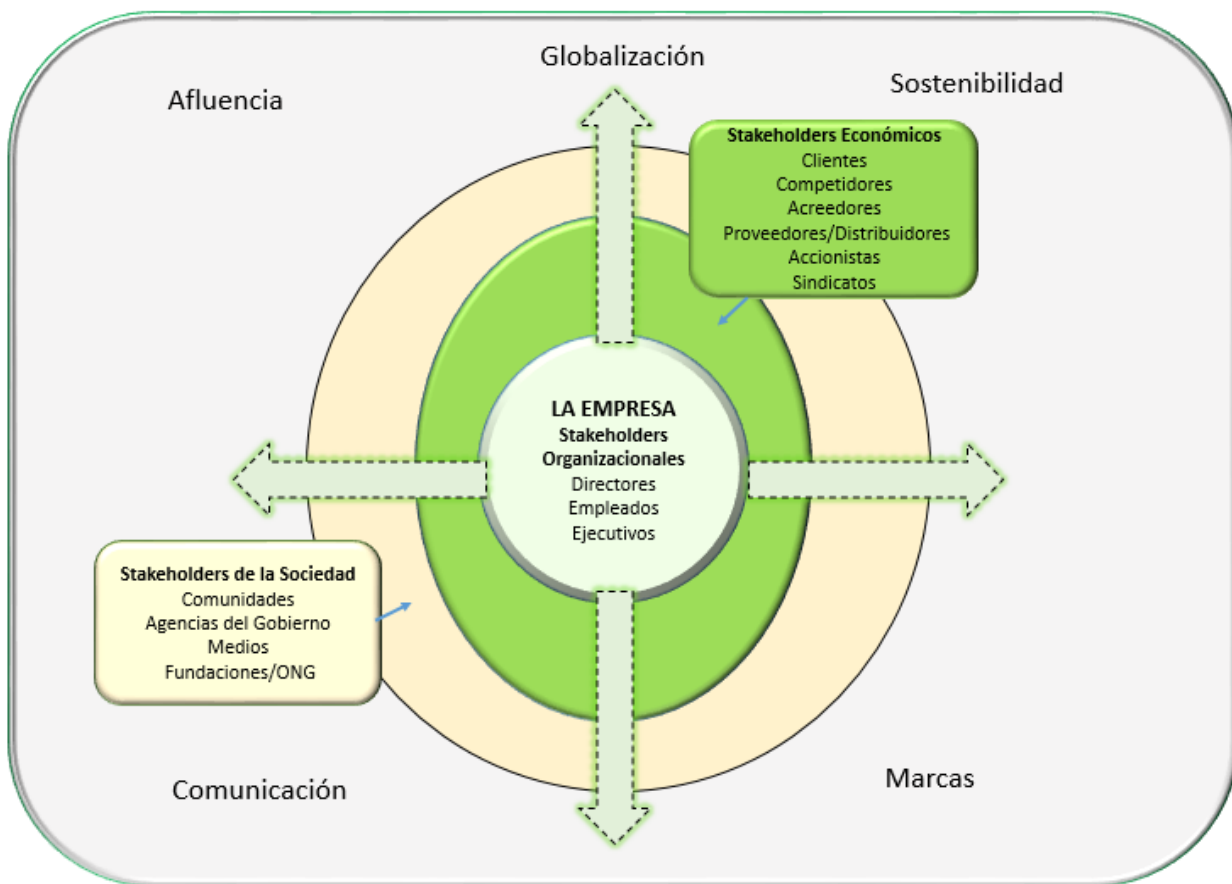 Globalización
Afluencia
Sostenibilidad
Stakeholders Económicos
Clientes
Competidores
Acreedores
Proveedores/Distribuidores
Accionistas
Sindicatos
LA EMPRESA
Stakeholders
Organizacionales
Directores
Empleados
Ejecutivos
Stakeholders de la Sociedad
Comunidades
Agencias del Gobierno
Medios
Fundaciones/ONG
Comunicación
Marcas